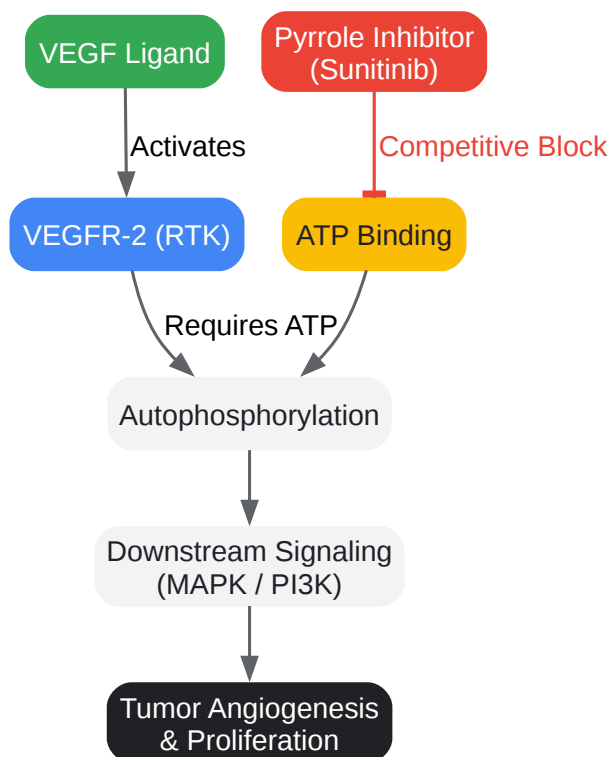 VEGF Ligand
Pyrrole Inhibitor
(Sunitinib)
Activates
Competitive Block
VEGFR-2 (RTK)
ATP Binding
Requires ATP
Autophosphorylation
Downstream Signaling
(MAPK / PI3K)
Tumor Angiogenesis
& Proliferation